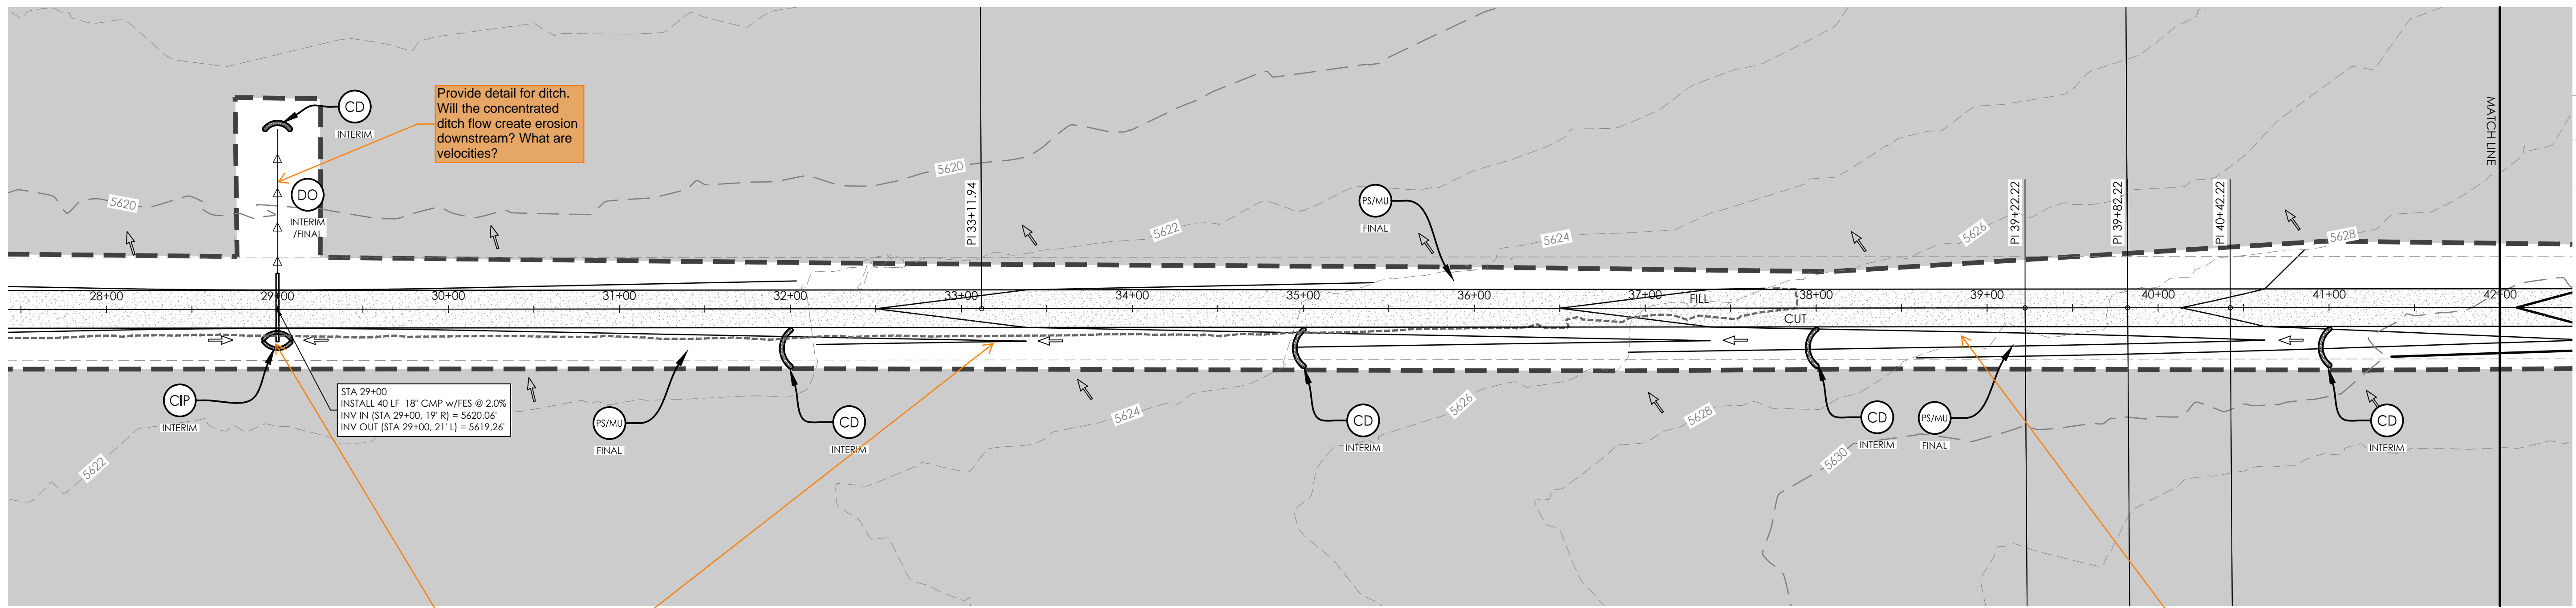 CD
INTERIM
Provide detail for ditch.
Will the concentrated
ditch flow create erosion
downstream? What are
velocities?
MATCH LINE
5620
DO
INTERIM
/FINAL
5620
PI 33+11.94
PS/MU
FINAL
5622
5624
5626
PI 39+22.22
PI 39+82.22
PI 40+42.22
5628
28+00
29+00
30+00
31+00
32+00
33+00
34+00
35+00
36+00
37+00
FILL
38+00
39+00
40+00
41+00
42+00
CUT
CIP
INTERIM
STA 29+00
INSTALL 40 LF 18" CMP w/FES @ 2.0%
INV IN (STA 29+00, 19' R) = 5620.06'
INV OUT (STA 29+00, 21' L) = 5619.26'
PS/MU
FINAL
CD
INTERIM
5624
CD
INTERIM
5626
5628
CD
INTERIM
PS/MU
FINAL
CD
INTERIM
5622
5630